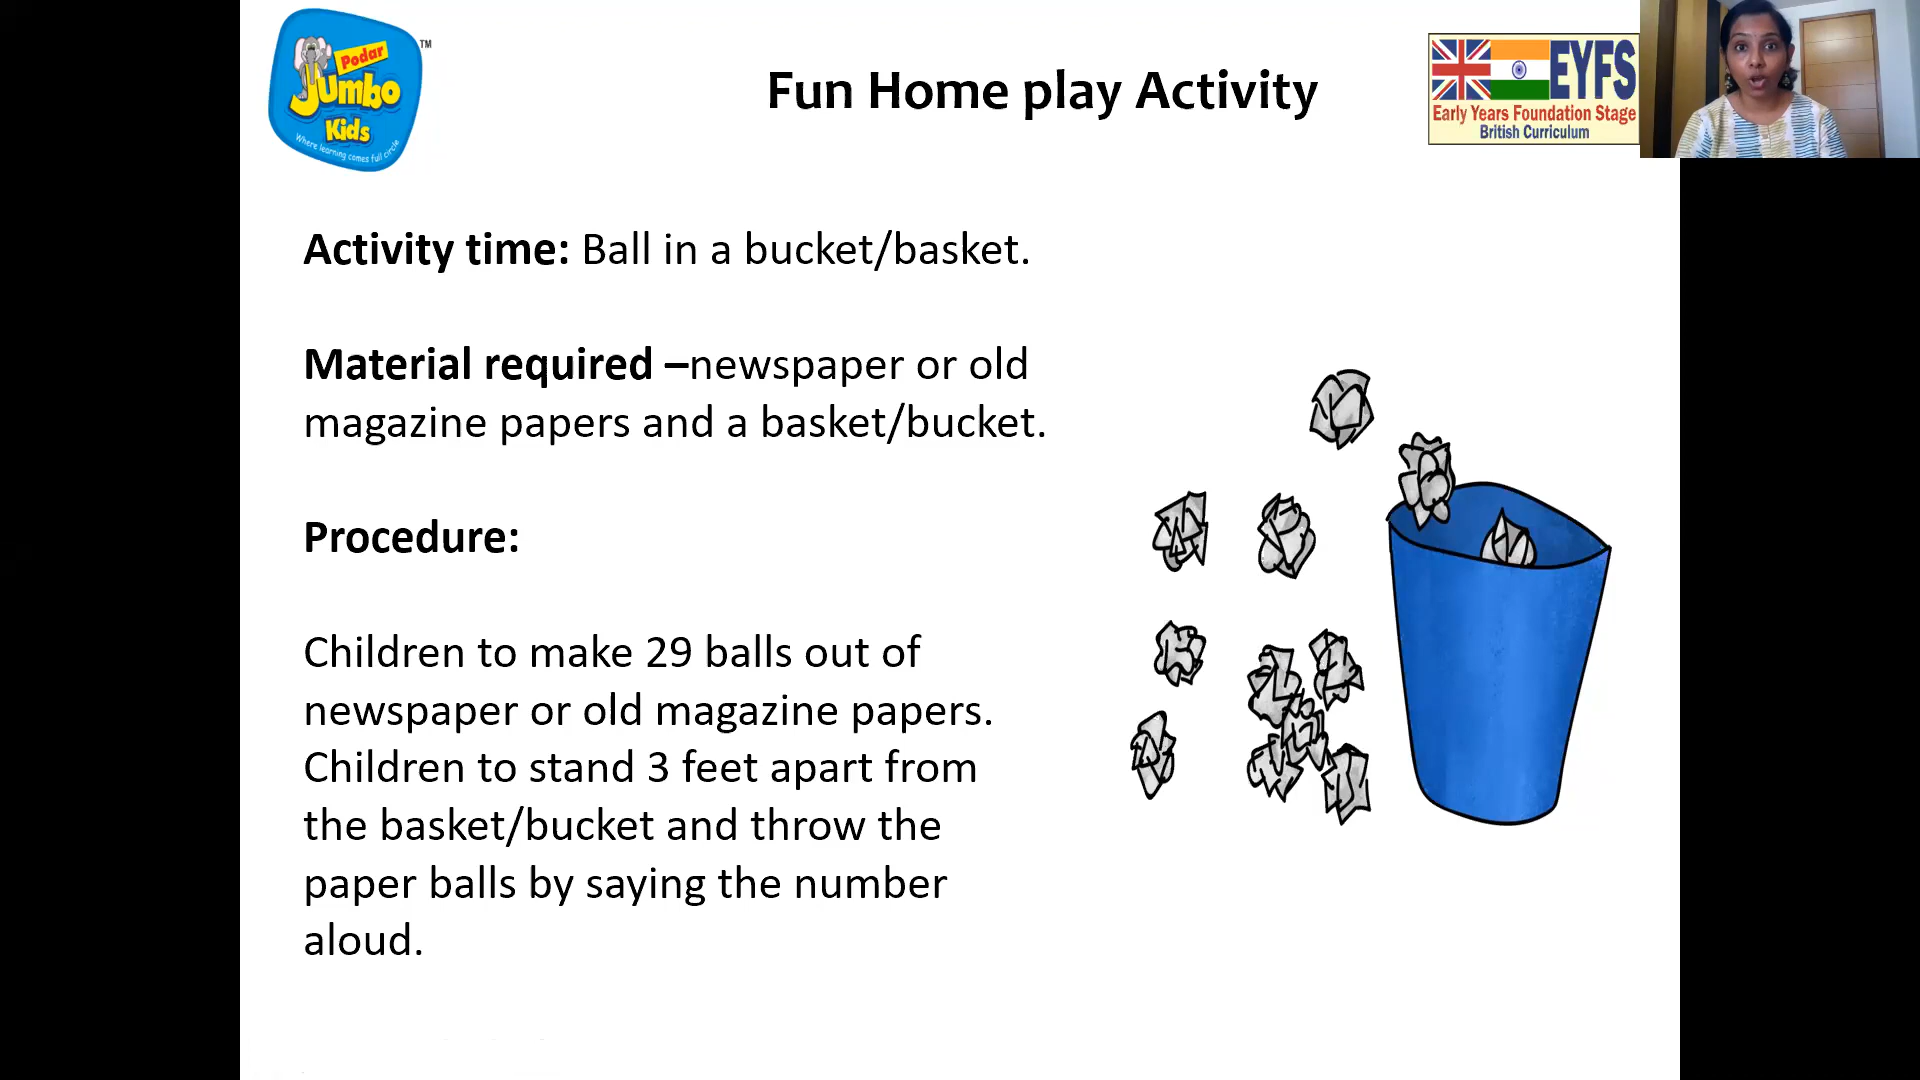 Podar
Jumbo
Kids
Where learning comes full circle
TM
Fun Home play Activity
EYFS
Early Years Foundation Stage
British Curriculum
Activity time: Ball in a bucket/basket.
Material required –newspaper or old
magazine papers and a basket/bucket.
Procedure:
Children to make 29 balls out of
newspaper or old magazine papers.
Children to stand 3 feet apart from
the basket/bucket and throw the
paper balls by saying the number
aloud.